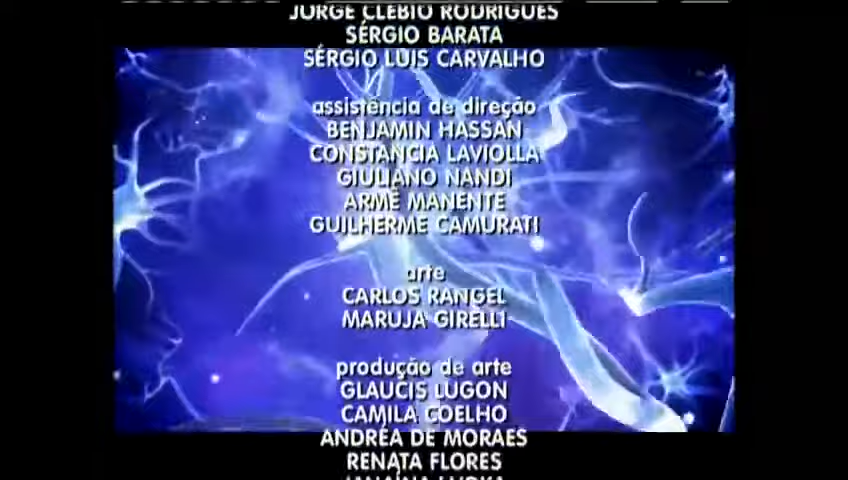 JORGE CLEBIO RODRIGUES
SÉRGIO BARATA
SÉRGIO LUIS CARVALHO
assistência de direção
BENJAMIN HASSAN
CONSTANCIA LAVIOLLA
GIULIANO NANDI
ARMÊ MANENTE
GUILHERME CAMURATI
arte
CARLOS RANGEL
MARUJA GIRELLI
produção de arte
GLAUCIS LUGON
CAMILA COELHO
ANDRÉA DE MORAES
RENATA FLORES